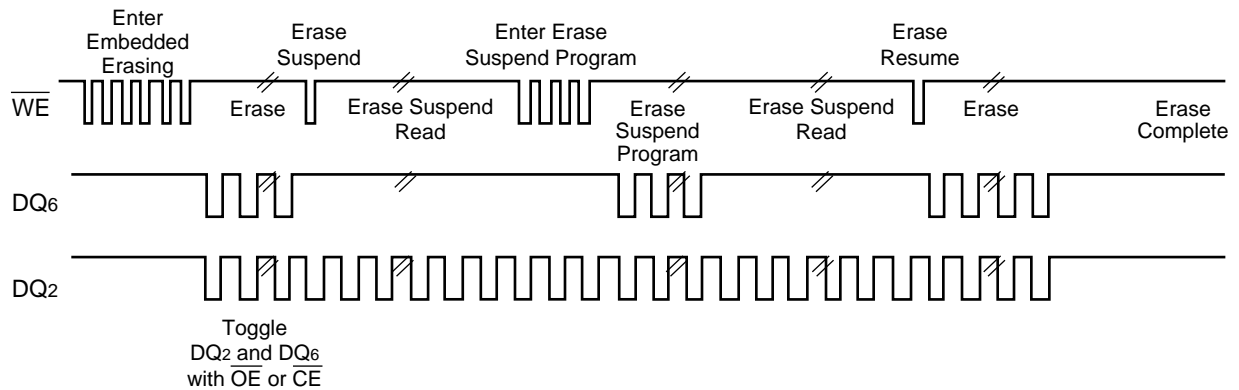 Enter
Embedded
Erasing
Erase
Suspend
Enter Erase
Suspend Program
Erase
Resume
WE
Erase
Erase Suspend
Read
Erase
Suspend
Program
Erase Suspend
Read
Erase
Erase
Complete
DQ6
DQ2
Toggle
DQ2 and DQ6
with OE or CE